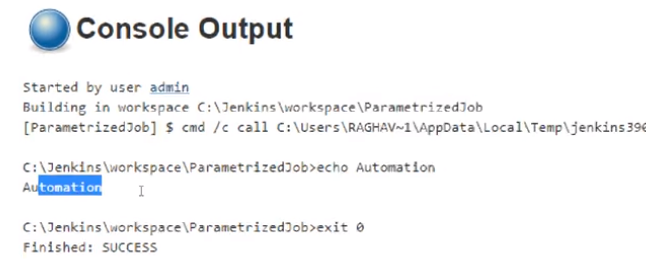 Console Output
Started by user admin
Building in workspace C:\Jenkins\workspace\ParametrizedJob
[ParametrizedJob] $ cmd /c call C:\Users\RAGHAV~1\AppData\Local\Temp\jenkins390
C:\Jenkins\workspace\ParametrizedJob>echo Automation
Automation
C:\Jenkins\workspace\ParametrizedJob>exit 0
Finished: SUCCESS